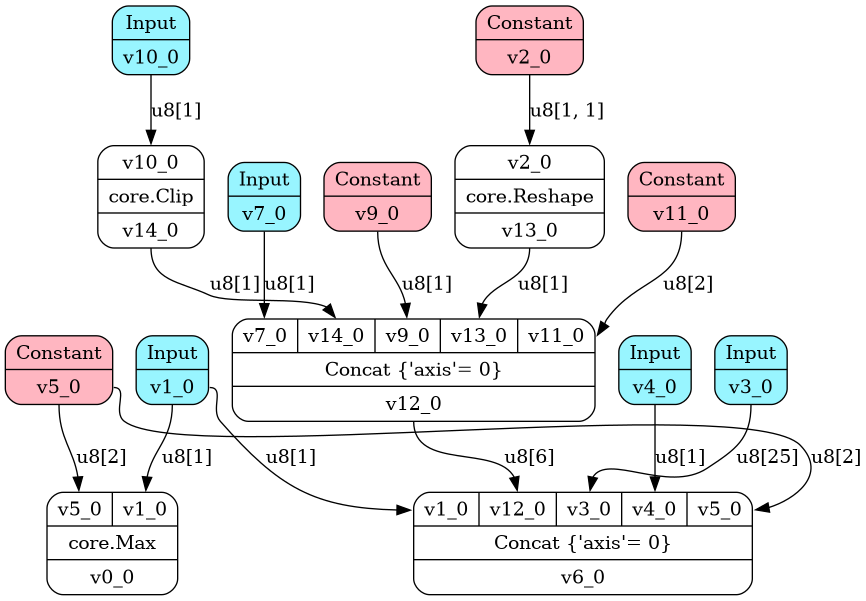 Input
v10_0
Constant
v2_0
u8[1]
u8[1, 1]
v10_0
core.Clip
v14_0
Input
v7_0
Constant
v9_0
v2_0
core.Reshape
v13_0
Constant
v11_0
u8[1]
u8[1]
u8[1]
u8[1]
u8[2]
v7_0 v14_0 v9_0 v13_0 v11_0
Concat {'axis'= 0}
v12_0
Constant
v5_0
Input
v1_0
Input
v4_0
Input
v3_0
u8[2]
u8[1]
u8[1]
u8[6]
u8[1]
u8[25]
u8[2]
v5_0 v1_0
core.Max
v0_0
v1_0 v12_0 v3_0 v4_0 v5_0
Concat {'axis'= 0}
v6_0